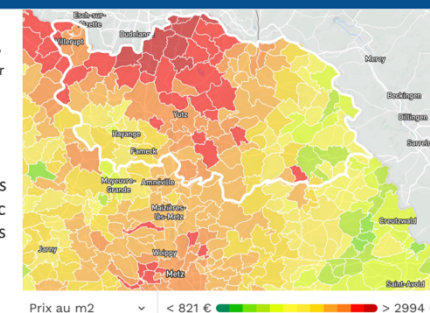 Esch-sur-
Alzette
Dudelange
Villerupt
r
Merzig
Beckingen
Yutz
Dillingen
Hayange
Fameck
Sarrelo
s
Moyeuvre-
Grande
Amnéville
c
Maizières-
lès-Metz
s
Creutzwald
Jarny
Woippy
Metz
Saint-Avold
Prix au m2
< 821 €
> 2994